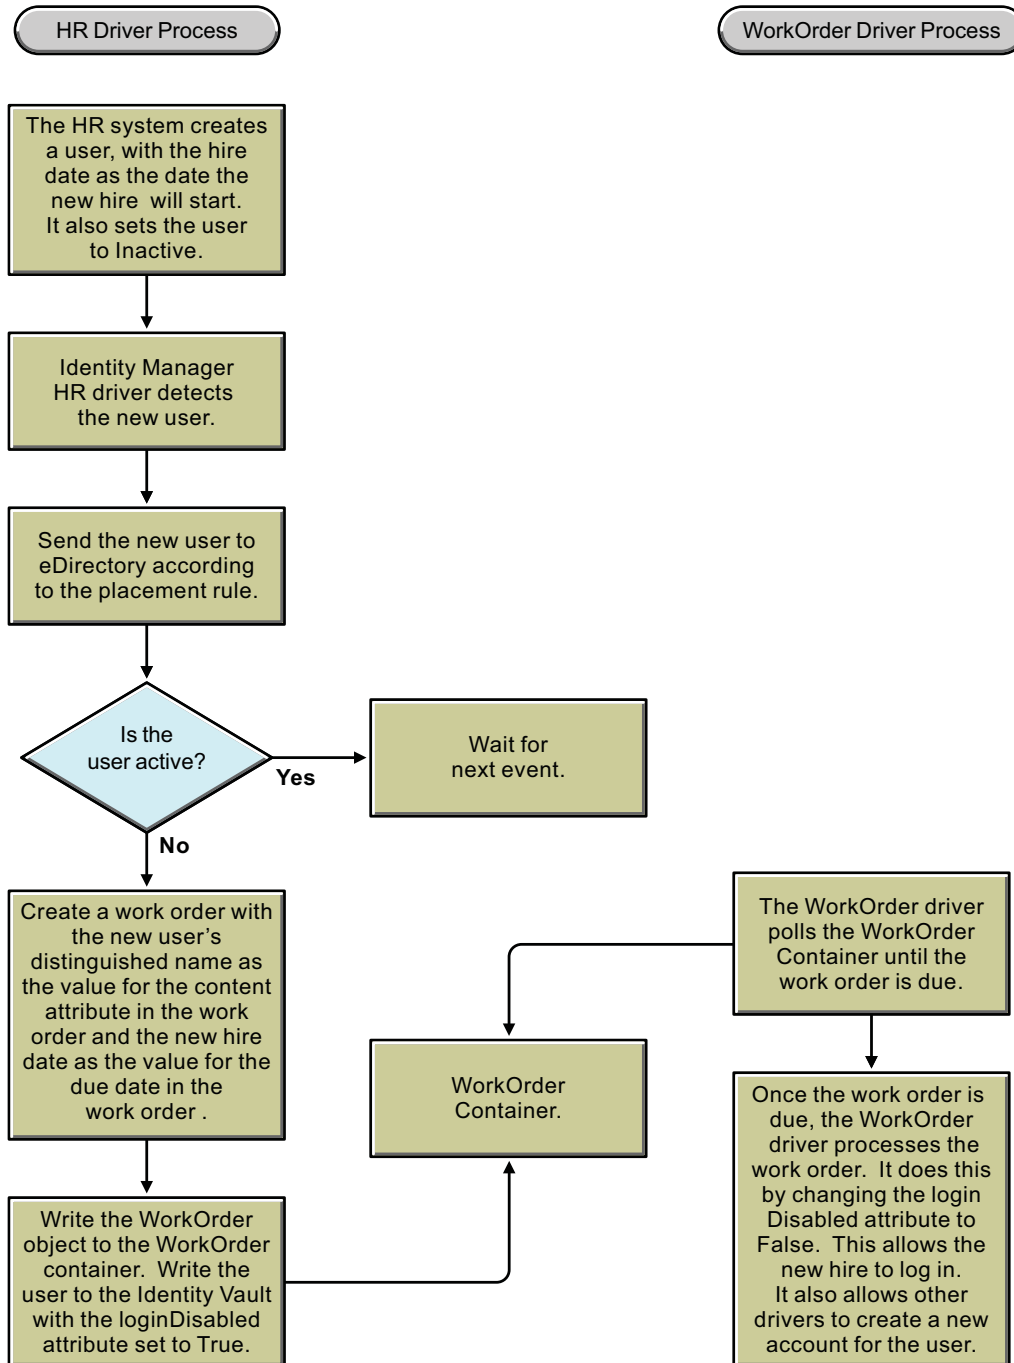 HR Driver Process
WorkOrder Driver Process
The HR system creates
a user, with the hire
date as the date the
new hire will start.
It also sets the user
to Inactive.
Identity Manager
HR driver detects
the new user.
Send the new user to
eDirectory according
to the placement rule.
Is the
user active?
Yes
Wait for
next event.
No
Create a work order with
the new user’s
distinguished name as
the value for the content
attribute in the work
order and the new hire
date as the value for the
due date in the
work order .
Write the WorkOrder
object to the WorkOrder
container. Write the
user to the Identity Vault
with the loginDisabled
attribute set to True.
WorkOrder
Container.
The WorkOrder driver
polls the WorkOrder
Container until the
work order is due.
Once the work order is
due, the WorkOrder
driver processes the
work order. It does this
by changing the login
Disabled attribute to
False. This allows the
new hire to log in.
It also allows other
drivers to create a new
account for the user.